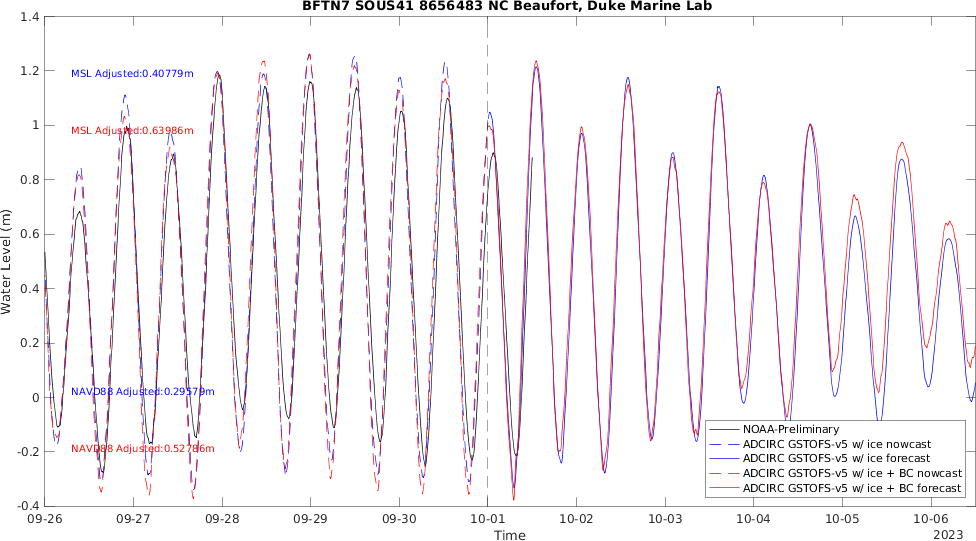 BFTN7 SOUS41 8656483 NC Beaufort, Duke Marine Lab
1.4
1.2
1
0.8
0.6
0.4
0.2
0
-0.2
-0.4
Water Level (m)
MSL Adjusted:0.40779m
MSL Adjusted:0.63986m
NAVD88 Adjusted:0.29579m
NAVD88 Adjusted:0.52786m
NOAA-Preliminary
ADCIRC GSTOFS-v5 w/ ice nowcast
ADCIRC GSTOFS-v5 w/ ice forecast
ADCIRC GSTOFS-v5 w/ ice + BC nowcast
ADCIRC GSTOFS-v5 w/ ice + BC forecast
09-26 09-27 09-28 09-29 09-30 10-01 10-02 10-03 10-04 10-05 10-06
Time
2023